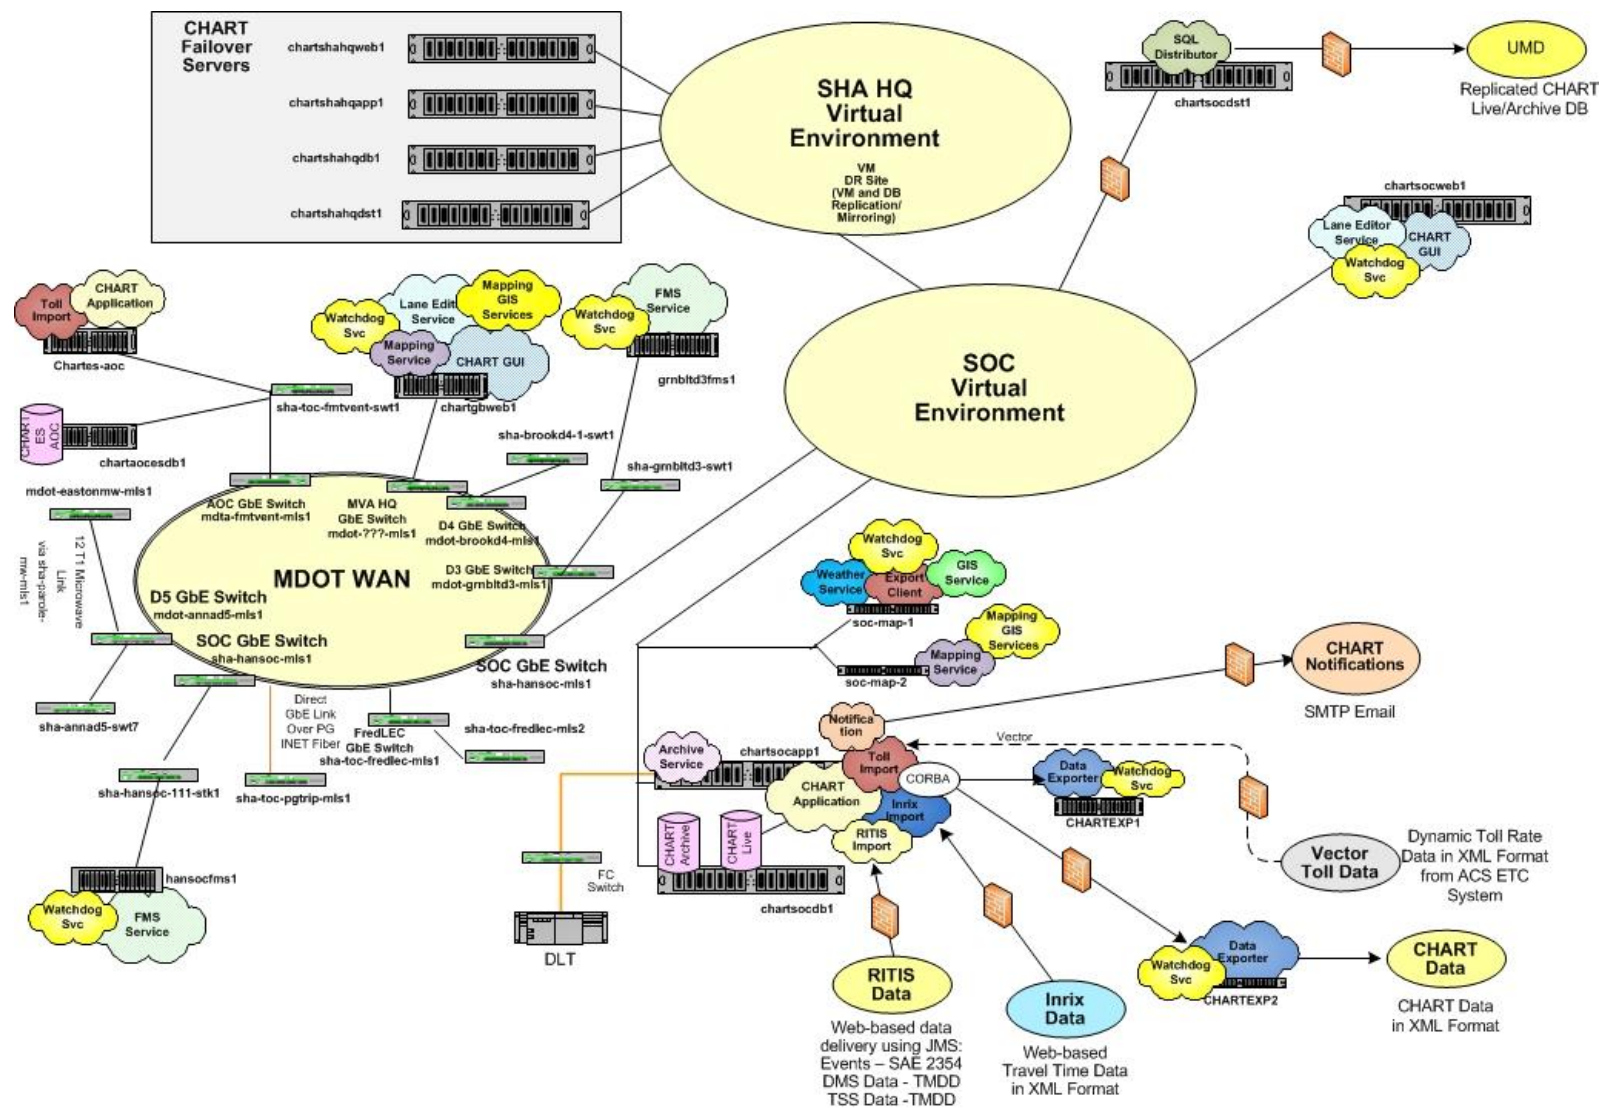 CHART
Failover
Servers
chartshahqweb1
chartshahqapp1
chartshahqdb1
chartshahqdst1
SHA HQ
Virtual
Environment
VM
DR Site
(VM and DB
Replication/
Mirroring)
SQL
Distributor
chartsocdst1
UMD
Replicated CHART
Live/Archive DB
chartsocweb1
Lane Editor
Service
CHART
GUI
Watchdog
Svc
SOC
Virtual
Environment
Toll
Import
CHART
Application
Chartes-aoc
CHART
ES
AOC
chartaocesdb1
sha-toc-fmtvent-swt1
Watchdog
Svc
Lane Edit
Service
Mapping
GIS
Services
Mapping
Service
CHART GUI
chartgbweb1
Watchdog
Svc
FMS
Service
grnbltd3fms1
sha-brookd4-1-swt1
sha-grnbltd3-swt1
mdot-eastonmw-mls1
12 T1 Microwave
Link
via sha-parole-
mw-mls1
AOC GbE Switch
mdta-fmtvent-mls1
MVA HQ
GbE Switch
mdot-???-mls1
D4 GbE Switch
mdot-brookd4-mls1
D3 GbE Switch
mdot-grnbltd3-mls1
MDOT WAN
D5 GbE Switch
mdot-annad5-mls1
SOC GbE Switch
sha-hansoc-mls1
SOC GbE Switch
sha-hansoc-mls1
sha-annad5-swt7
Direct
GbE Link
Over PG
INET Fiber
FredLEC
GbE Switch
sha-toc-fredlec-mls1
sha-toc-fredlec-mls2
sha-hansoc-111-stk1
sha-toc-pgtrip-mls1
hansocfms1
Watchdog
Svc
FMS
Service
Watchdog
Svc
Weather
Service
Export
Client
GIS
Service
soc-map-1
Mapping
GIS
Services
Mapping
Service
soc-map-2
CHART
Notifications
SMTP Email
Notifica
tion
Archive
Service
chartsocapp1
Toll
Import
Vector
CORBA
CHART
Application
Inrix
Import
RITIS
Import
Data
Exporter
Watchdog
Svc
CHARTEXP1
CHART
Archive
CHART
Live
chartsocdb1
FC
Switch
DLT
Vector
Toll Data
Dynamic Toll Rate
Data in XML Format
from ACS ETC
System
RITIS
Data
Web-based data
delivery using JMS:
Events – SAE 2354
DMS Data - TMDD
TSS Data -TMDD
Inrix
Data
Web-based
Travel Time Data
in XML Format
Data
Exporter
Watchdog
Svc
CHARTEXP2
CHART
Data
CHART Data
in XML Format